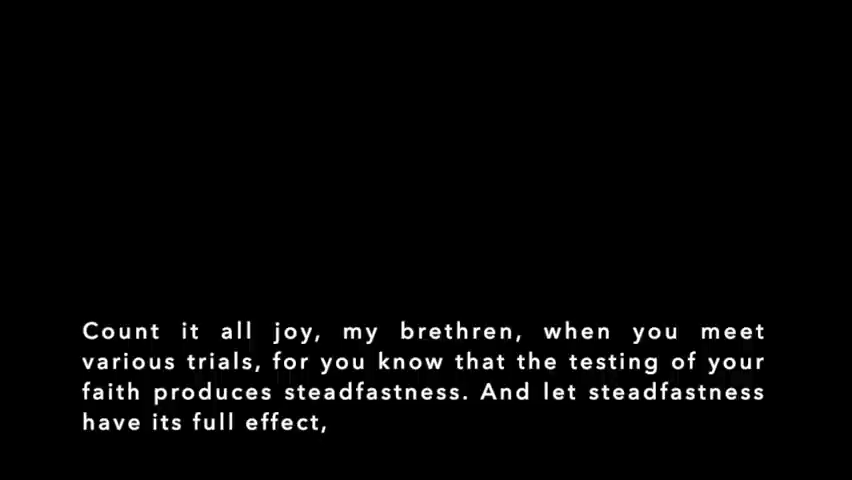 Count it all joy, my brethren, when you meet
various trials, for you know that the testing of your
faith produces steadfastness. And let steadfastness
have its full effect,